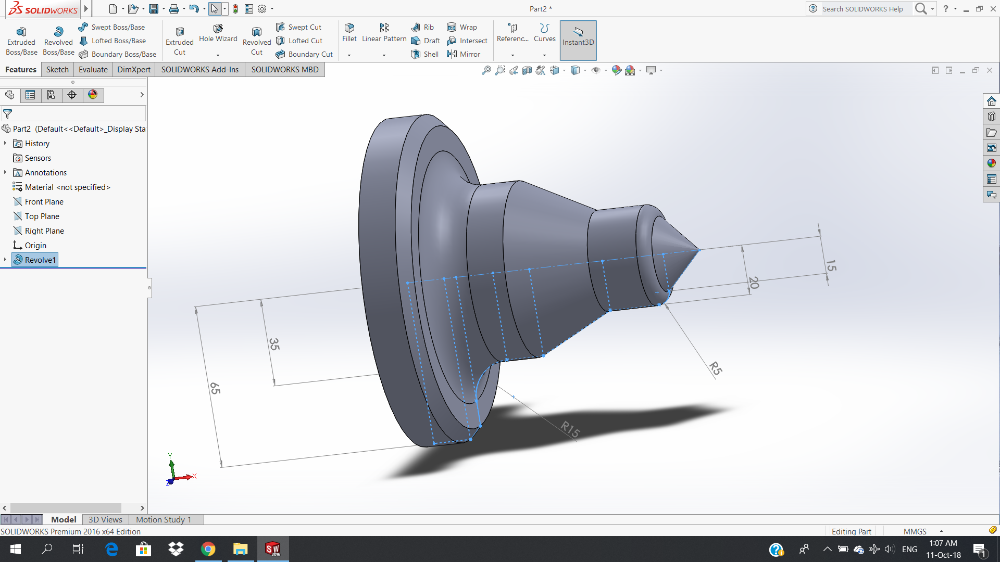 SOLIDWORKS
Part2 *
Search SOLIDWORKS Help
?
Extruded Boss/Base
Revolved Boss/Base
Swept Boss/Base
Lofted Boss/Base
Boundary Boss/Base
Extruded Cut
Hole Wizard
Revolved Cut
Swept Cut
Lofted Cut
Boundary Cut
Fillet
Linear Pattern
Rib
Draft
Shell
Wrap
Intersect
Mirror
Referenc...
Curves
Instant3D
Features
Sketch
Evaluate
DimXpert
SOLIDWORKS Add-Ins
SOLIDWORKS MBD
Part2 (Default<<Default>_Display Sta
History
Sensors
Annotations
Material <not specified>
Front Plane
Top Plane
Right Plane
Origin
Revolve1
15
20
35
65
R5
R15
Y
X
Z
Model
3D Views
Motion Study 1
SOLIDWORKS Premium 2016 x64 Edition
Editing Part
MMGS
SW
2016
ENG
1:07 AM
11-Oct-18
1